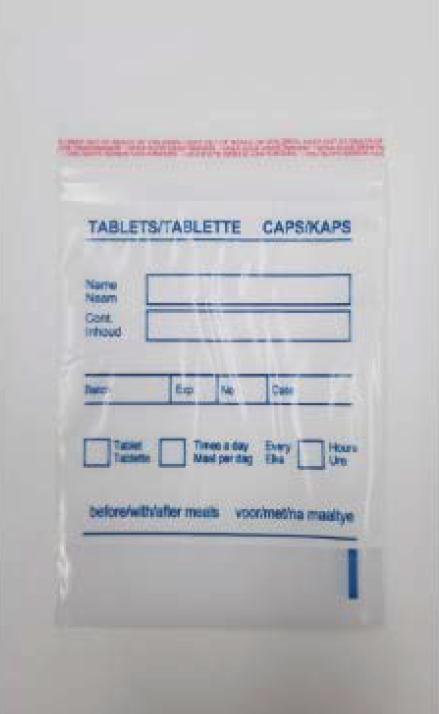 TABLETS/TABLETTE CAPS/KAPS
Name
Naam
Cont.
Inhoud
Batch Exp No Date
Tablet Times a day Every Hours
Tablette Maal per dag Elke Ure
before/with/after meals voor/met/na maaltye